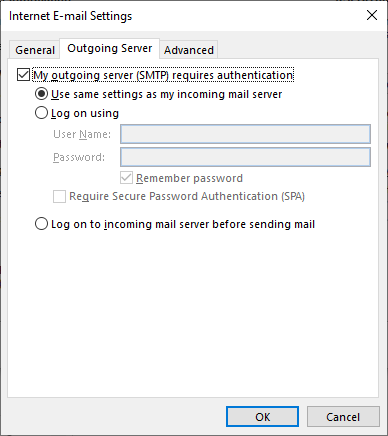 Internet E-mail Settings
General Outgoing Server Advanced
My outgoing server (SMTP) requires authentication
Use same settings as my incoming mail server
Log on using
User Name:
Password:
Remember password
Require Secure Password Authentication (SPA)
Log on to incoming mail server before sending mail
OK Cancel